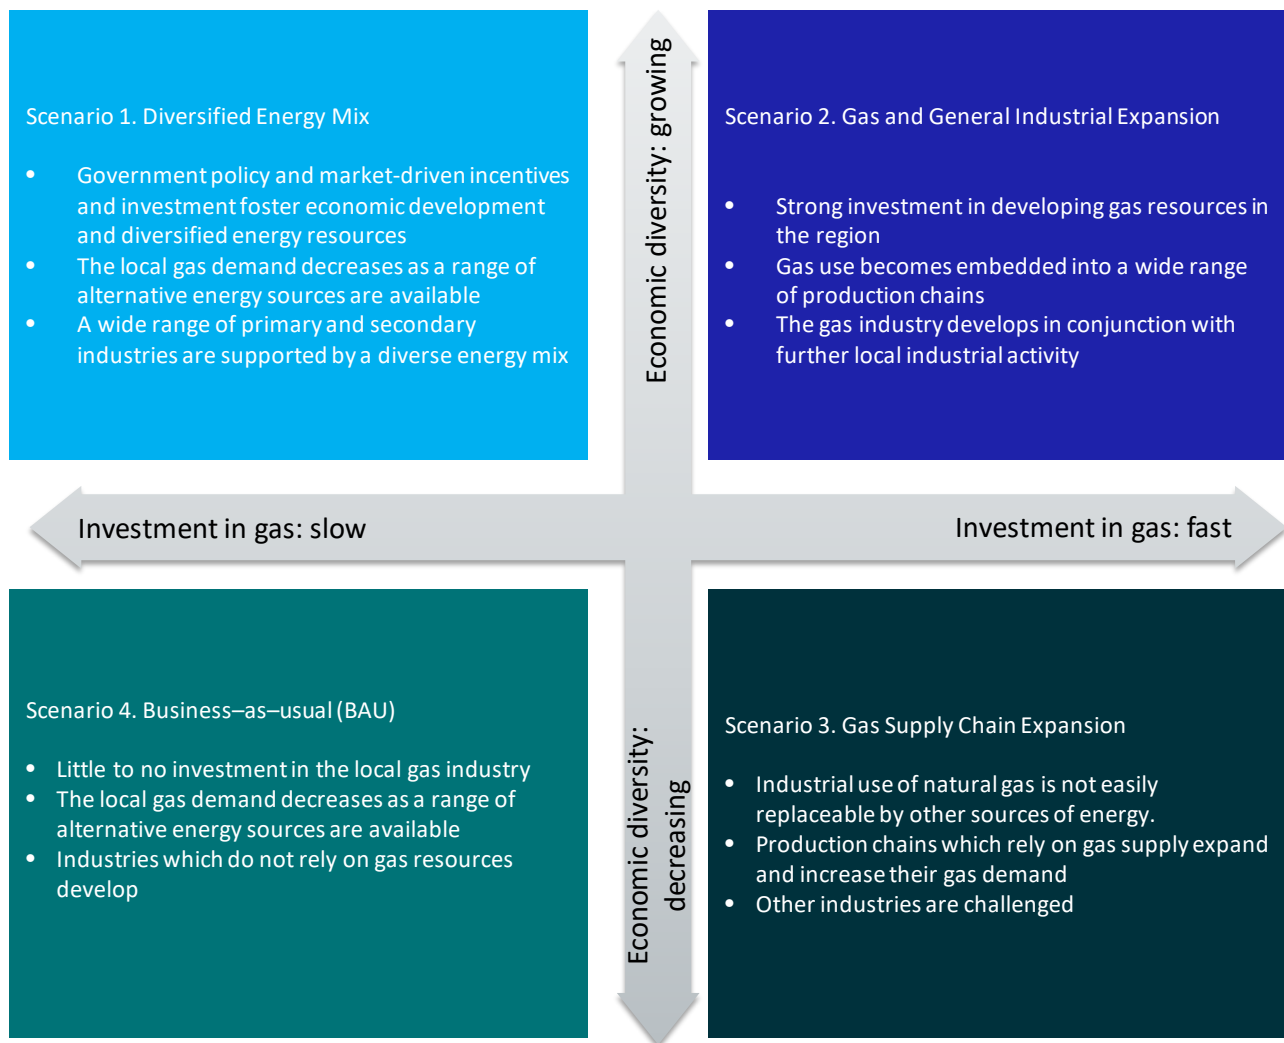 Scenario 1. Diversified Energy Mix
• Government policy and market-driven incentives
and investment foster economic development
and diversified energy resources
• The local gas demand decreases as a range of
alternative energy sources are available
• A wide range of primary and secondary
industries are supported by a diverse energy mix
Economic diversity: growing
Scenario 2. Gas and General Industrial Expansion
• Strong investment in developing gas resources in
the region
• Gas use becomes embedded into a wide range
of production chains
• The gas industry develops in conjunction with
further local industrial activity
Investment in gas: slow
Investment in gas: fast
Scenario 4. Business–as–usual (BAU)
• Little to no investment in the local gas industry
• The local gas demand decreases as a range of
alternative energy sources are available
• Industries which do not rely on gas resources
develop
Economic diversity:
decreasing
Scenario 3. Gas Supply Chain Expansion
• Industrial use of natural gas is not easily
replaceable by other sources of energy.
• Production chains which rely on gas supply expand
and increase their gas demand
• Other industries are challenged